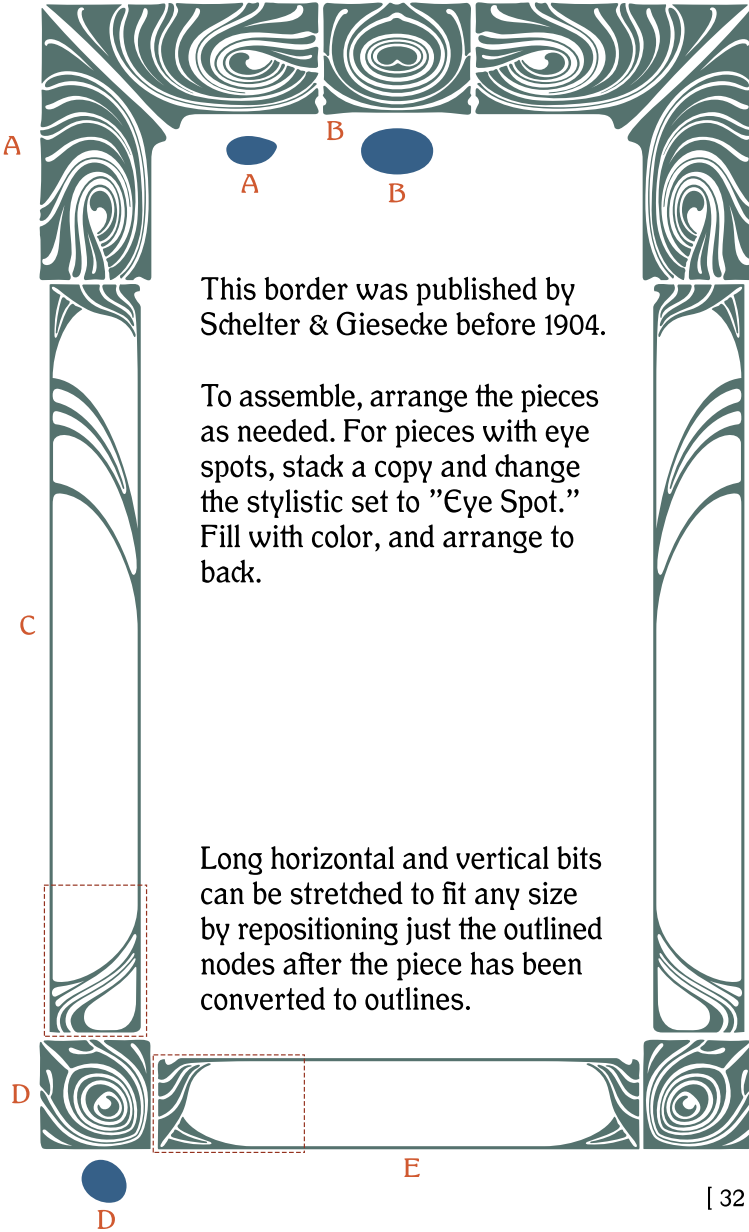 B
A
A
B
This border was published by
Schelter & Giesecke before 1904.
To assemble, arrange the pieces
as needed. For pieces with eye
spots, stack a copy and change
the stylistic set to ”Eye Spot.”
Fill with color, and arrange to
back.
C
Long horizontal and vertical bits
can be stretched to fit any size
by repositioning just the outlined
nodes after the piece has been
converted to outlines.
D
E
D
[ 32